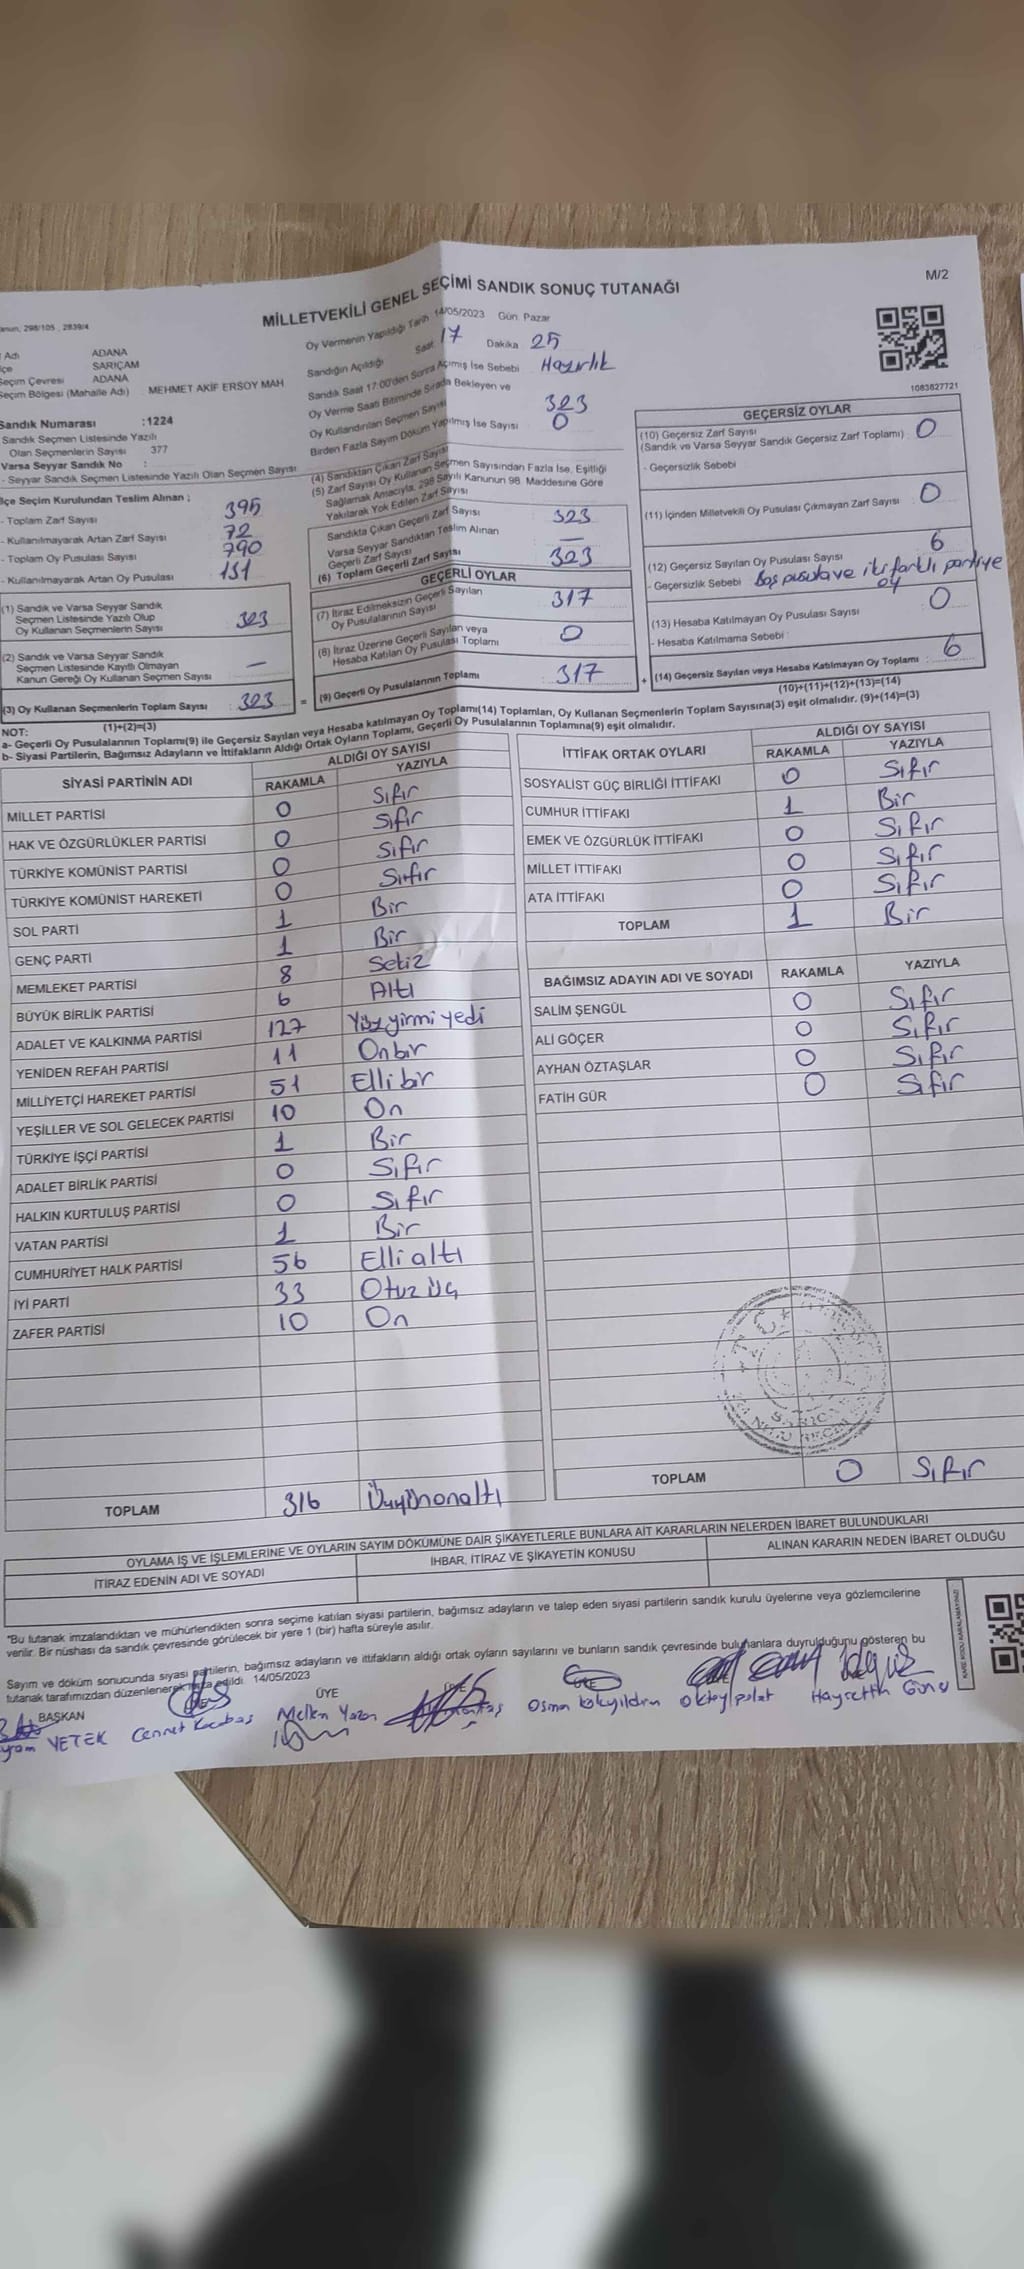 M/2
MİLLETVEKİLİ GENEL SEÇİMİ SANDIK SONUÇ TUTANAĞI
298/105 , 2839/4
Adı ADANA
SARIÇAM
Seçim Çevresi ADANA
Seçim Bölgesi (Mahalle Adı) MEHMET AKİF ERSOY MAH
Sandık Numarası :1224
Sandık Seçmen Listesinde Yazılı
Olan Seçmenlerin Sayısı 377
Varsa Seyyar Sandık No :
- Seyyar Sandık Seçmen Listesinde Yazılı Olan Seçmen Sayısı
İlçe Seçim Kurulundan Teslim Alınan ;
- Toplam Zarf Sayısı 395
- Kullanılmayarak Artan Zarf Sayısı 72
- Toplam Oy Pusulası Sayısı 790
- Kullanılmayarak Artan Oy Pusulası 151
(1) Sandık ve Varsa Seyyar Sandık
Seçmen Listesinde Yazılı Olup
Oy Kullanan Seçmenlerin Sayısı 323
(2) Sandık ve Varsa Seyyar Sandık
Seçmen Listesinde Kayıtlı Olmayan
Kanun Gereği Oy Kullanan Seçmen Sayısı —
(3) Oy Kullanan Seçmenlerin Toplam Sayısı : 323 =
(1)+(2)=(3)
Oy Vermenin Yapıldığı Tarih 14/05/2023 Gün Pazar
Sandığın Açıldığı Saat 17 Dakika 25
Sandık Saat 17:00'den Sonra Açımış İse Sebebi Hazırlık
Oy Verme Saati Bitiminde Sırada Bekleyen ve
Oy Kullandırılan Seçmen Sayısı 323
Birden Fazla Sayım Döküm Yapılmış İse Sayısı 0
(4) Sandıktan Çıkan Zarf Sayısı
(5) Zarf Sayısı Oy Kullanan Seçmen Sayısından Fazla İse, Eşitliği
Sağlamak Amacıyla, 298 Sayılı Kanunun 98. Maddesine Göre
Yakılarak Yok Edilen Zarf Sayısı
Sandıkta Çıkan Geçerli Zarf Sayısı 323
Varsa Seyyar Sandıktan Teslim Alınan
Geçerli Zarf Sayısı —
(6) Toplam Geçerli Zarf Sayısı 323
GEÇERLİ OYLAR
(7) İtiraz Edilmeksizin Geçerli Sayılan
Oy Pusulalarının Sayısı 317
(8) İtiraz Üzerine Geçerli Sayılan veya
Hesaba Katılan Oy Pusulası Toplamı 0
(9) Geçerli Oy Pusulalarının Toplamı 317 +
1083827721
GEÇERSİZ OYLAR
(10) Geçersiz Zarf Sayısı
(Sandık ve Varsa Seyyar Sandık Geçersiz Zarf Toplamı) 0
- Geçersizlik Sebebi
(11) İçinden Milletvekili Oy Pusulası Çıkmayan Zarf Sayısı 0
(12) Geçersiz Sayılan Oy Pusulası Sayısı 6
- Geçersizlik Sebebi Boş pusula ve iki farklı partiye
oy
(13) Hesaba Katılmayan Oy Pusulası Sayısı 0
- Hesaba Katılmama Sebebi :
(14) Geçersiz Sayılan veya Hesaba Katılmayan Oy Toplamı : 6
(10)+(11)+(12)+(13)=(14)
NOT:
a- Geçerli Oy Pusulalarının Toplamı(9) ile Geçersiz Sayılan veya Hesaba katılmayan Oy Toplamı(14) Toplamları, Oy Kullanan Seçmenlerin Toplam Sayısına(3) eşit olmalıdır. (9)+(14)=(3)
b- Siyasi Partilerin, Bağımsız Adayların ve İttifakların Aldığı Ortak Oyların Toplamı, Geçerli Oy Pusulalarının Toplamına(9) eşit olmalıdır.
SİYASİ PARTİNİN ADI ALDIĞI OY SAYISI
RAKAMLA YAZIYLA
MİLLET PARTİSİ 0 Sıfır
HAK VE ÖZGÜRLÜKLER PARTİSİ 0 Sıfır
TÜRKİYE KOMÜNİST PARTİSİ 0 Sıfır
TÜRKİYE KOMÜNİST HAREKETİ 0 Sıfır
SOL PARTİ 1 Bir
GENÇ PARTİ 1 Bir
MEMLEKET PARTİSİ 8 Sekiz
BÜYÜK BİRLİK PARTİSİ 6 Altı
ADALET VE KALKINMA PARTİSİ 127 Yüzyirmi yedi
YENİDEN REFAH PARTİSİ 11 Onbir
MİLLİYETÇİ HAREKET PARTİSİ 51 Elli bir
YEŞİLLER VE SOL GELECEK PARTİSİ 10 On
TÜRKİYE İŞÇİ PARTİSİ 1 Bir
ADALET BİRLİK PARTİSİ 0 Sıfır
HALKIN KURTULUŞ PARTİSİ 0 Sıfır
VATAN PARTİSİ 1 Bir
CUMHURİYET HALK PARTİSİ 56 Elli altı
İYİ PARTİ 33 Otuz üç
ZAFER PARTİSİ 10 On
TOPLAM 316 Üçyüzonaltı
İTTİFAK ORTAK OYLARI ALDIĞI OY SAYISI
RAKAMLA YAZIYLA
SOSYALİST GÜÇ BİRLİĞİ İTTİFAKI 0 Sıfır
CUMHUR İTTİFAKI 1 Bir
EMEK VE ÖZGÜRLÜK İTTİFAKI 0 Sıfır
MİLLET İTTİFAKI 0 Sıfır
ATA İTTİFAKI 0 Sıfır
TOPLAM 1 Bir
BAĞIMSIZ ADAYIN ADI VE SOYADI RAKAMLA YAZIYLA
SALİM ŞENGÜL 0 Sıfır
ALİ GÖÇER 0 Sıfır
AYHAN ÖZTAŞLAR 0 Sıfır
FATİH GÜR 0 Sıfır
TOPLAM 0 Sıfır
OYLAMA İŞ VE İŞLEMLERİNE VE OYLARIN SAYIM DÖKÜMÜNE DAİR ŞİKAYETLERLE BUNLARA AİT KARARLARIN NELERDEN İBARET BULUNDUKLARI
İTİRAZ EDENİN ADI VE SOYADI İHBAR, İTİRAZ VE ŞİKAYETİN KONUSU ALINAN KARARIN NEDEN İBARET OLDUĞU
"Bu tutanak imzalandıktan ve mühürlendikten sonra seçime katılan siyasi partilerin, bağımsız adayların ve talep eden siyasi partilerin sandık kurulu üyelerine veya gözlemcilerine
verilir. Bir nüshası da sandık çevresinde görülecek bir yere 1 (bir) hafta süreyle asılır.
Sayım ve döküm sonucunda siyasi partilerin, bağımsız adayların ve ittifakların aldığı ortak oyların sayılarını ve bunların sandık çevresinde bulunanlara duyrulduğunu gösteren bu
tutanak tarafımızdan düzenlenerek imza edildi. 14/05/2023
BAŞKAN ÜYE
YETEK Cennet Karabaş Meltem Yazan Osman Oktay polat Hayrettin
KARE KODU KARALAMAYINIZ